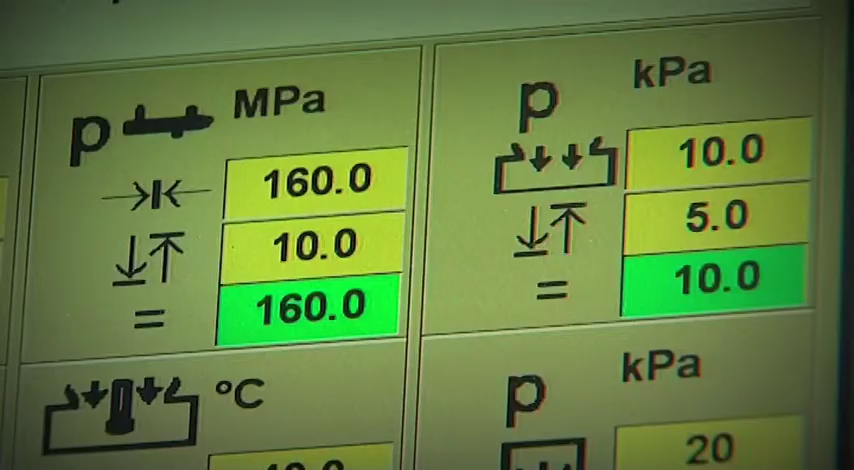 p MPa
160.0
10.0
= 160.0
p kPa
10.0
5.0
= 10.0
°C
p kPa
20